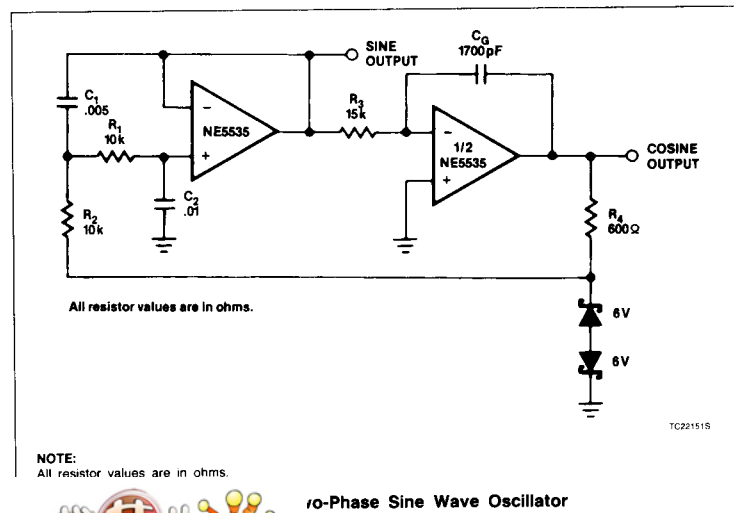 SINE
OUTPUT
C1
.005
R1
10k
NE5535
−
+
C2
.01
R2
10k
R3
15k
CG
1700pF
−
1/2
NE5535
+
COSINE
OUTPUT
R4
600Ω
All resistor values are in ohms.
6V
6V
TC22151S
NOTE:
All resistor values are in ohms.
Sine Wave Oscillator